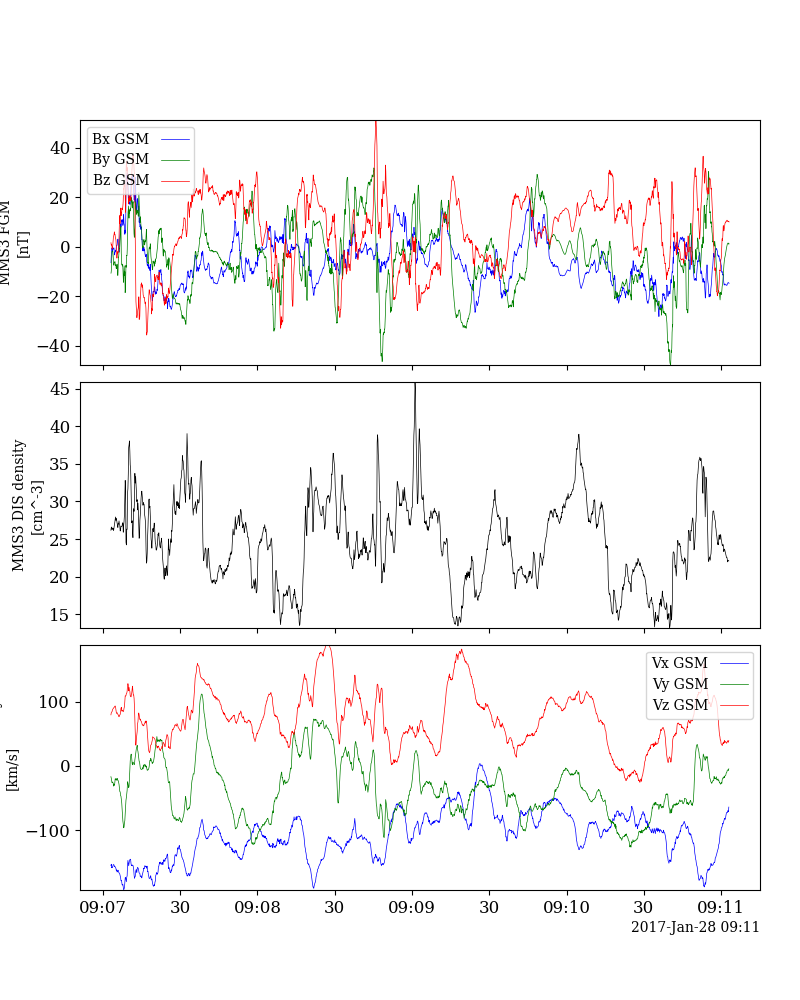 MMS3 FGM
[nT]
40
20
0
−20
−40
Bx GSM
By GSM
Bz GSM
MMS3 DIS density
[cm^-3]
45
40
35
30
25
20
15
[km/s]
100
0
−100
Vx GSM
Vy GSM
Vz GSM
09:07 30 09:08 30 09:09 30 09:10 30 09:11
2017-Jan-28 09:11